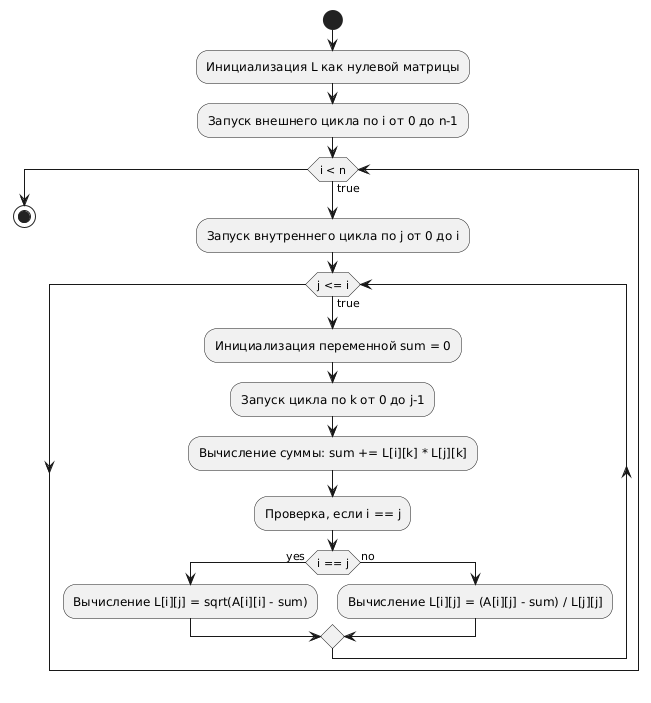 Инициализация L как нулевой матрицы
Запуск внешнего цикла по i от 0 до n-1
i < n
true
Запуск внутреннего цикла по j от 0 до i
j <= i
true
Инициализация переменной sum = 0
Запуск цикла по k от 0 до j-1
Вычисление суммы: sum += L[i][k] * L[j][k]
Проверка, если i == j
yes
i == j
no
Вычисление L[i][j] = sqrt(A[i][i] - sum)
Вычисление L[i][j] = (A[i][j] - sum) / L[j][j]